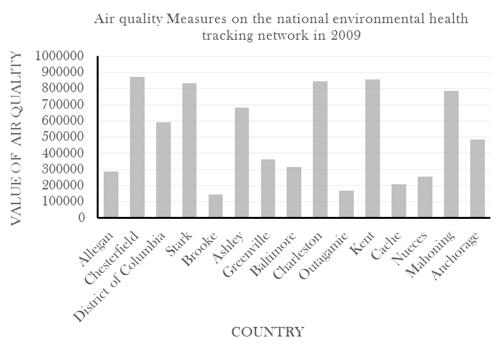 Air quality Measures on the national environmental health
tracking network in 2009
VALUE OF AIR QUALITY
1000000
900000
800000
700000
600000
500000
400000
300000
200000
100000
0
Allegan
Chesterfield
District of Columbia
Stark
Brooke
Ashley
Greenville
Baltimore
Charleston
Outagamie
Kent
Cache
Nueces
Mahoning
Anchorage
COUNTRY